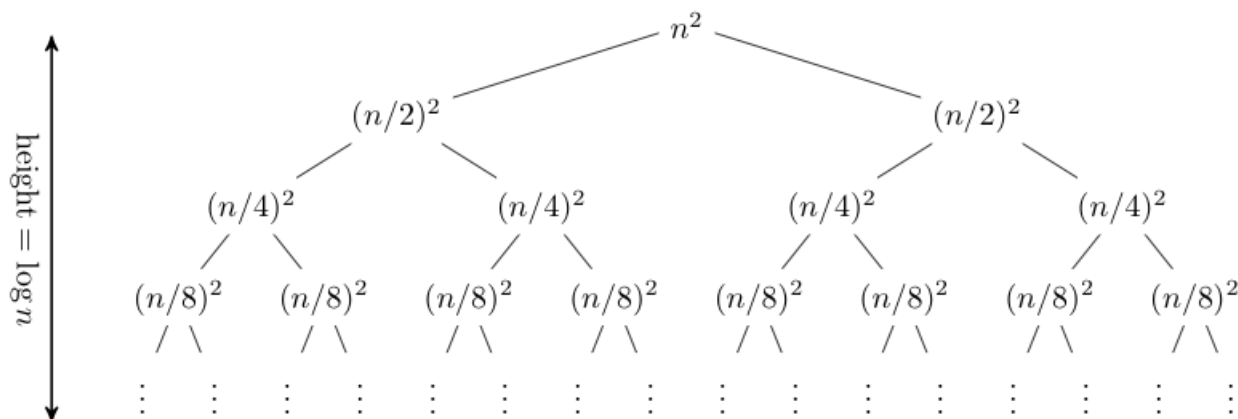 n²
(n/2)² (n/2)²
(n/4)² (n/4)² (n/4)² (n/4)²
(n/8)² (n/8)² (n/8)² (n/8)² (n/8)² (n/8)² (n/8)² (n/8)²
⋮ ⋮ ⋮ ⋮ ⋮ ⋮ ⋮ ⋮ ⋮ ⋮ ⋮ ⋮ ⋮ ⋮ ⋮ ⋮
height = log n